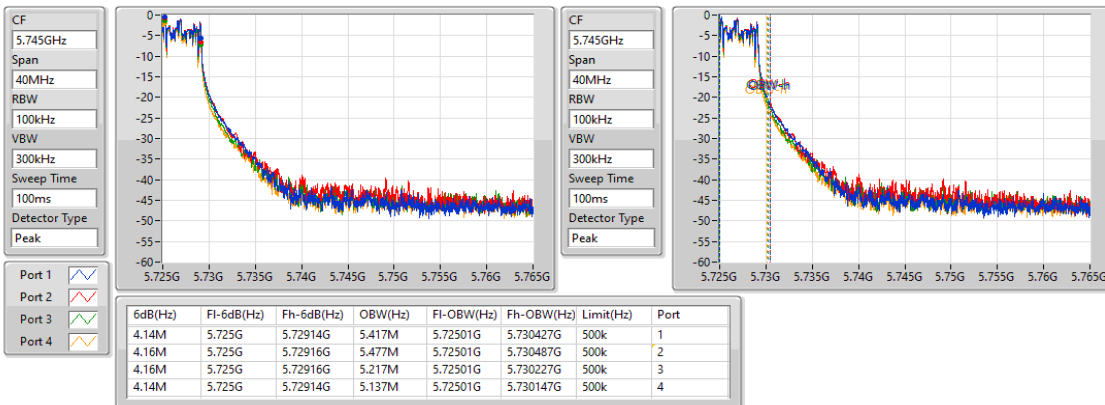 CF
5.745GHz
Span
40MHz
RBW
100kHz
VBW
300kHz
Sweep Time
100ms
Detector Type
Peak
0
-5
-10
-15
-20
-25
-30
-35
-40
-45
-50
-55
-60
5.725G 5.73G 5.735G 5.74G 5.745G 5.75G 5.755G 5.76G 5.765G
CF
5.745GHz
Span
40MHz
RBW
100kHz
VBW
300kHz
Sweep Time
100ms
Detector Type
Peak
0
-5
-10
-15
-20
-25
-30
-35
-40
-45
-50
-55
-60
5.725G 5.73G 5.735G 5.74G 5.745G 5.75G 5.755G 5.76G 5.765G
Port 1
Port 2
Port 3
Port 4
6dB(Hz) Fl-6dB(Hz) Fh-6dB(Hz) OBW(Hz) Fl-OBW(Hz) Fh-OBW(Hz) Limit(Hz) Port
4.14M 5.725G 5.72914G 5.417M 5.72501G 5.730427G 500k 1
4.16M 5.725G 5.72916G 5.477M 5.72501G 5.730487G 500k 2
4.16M 5.725G 5.72916G 5.217M 5.72501G 5.730227G 500k 3
4.14M 5.725G 5.72914G 5.137M 5.72501G 5.730147G 500k 4